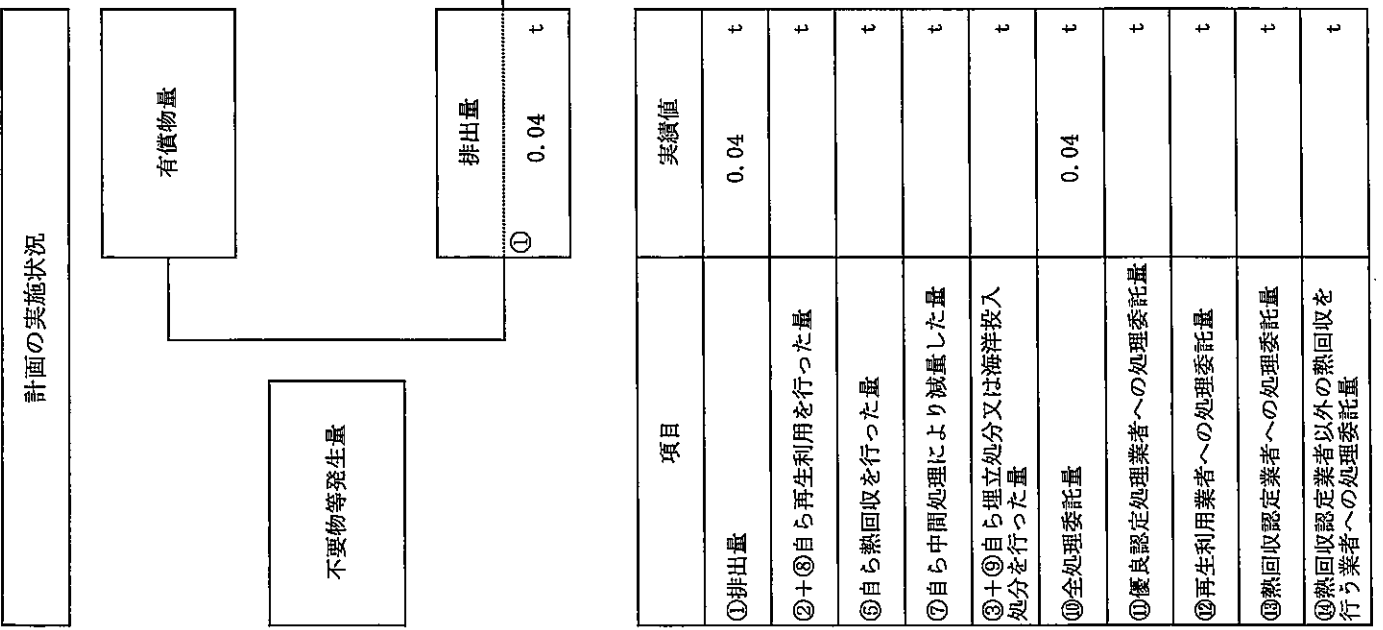 計画の実施状況
有償物量
不要物等発生量
排出量
① 0.04 t
項目 実績値
①排出量 0.04 t
②+⑧自ら再生利用を行った量 t
⑤自ら熱回収を行った量 t
⑦自ら中間処理により減量した量 t
③+⑨自ら埋立処分又は海洋投入
処分を行った量 t
⑩全処理委託量 0.04 t
⑪優良認定処理業者への処理委託量 t
⑫再生利用業者への処理委託量 t
⑬熱回収認定業者への処理委託量 t
⑭熱回収認定業者以外の熱回収を
行う業者への処理委託量 t